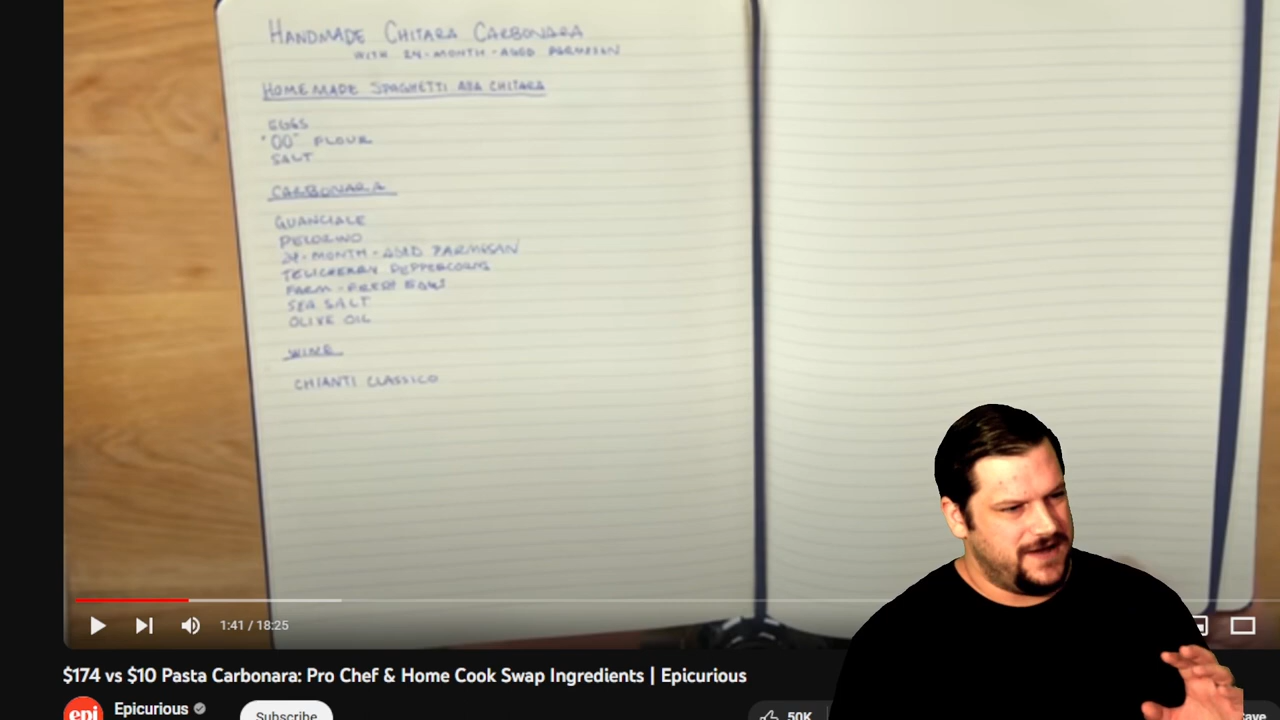 HANDMADE CHITARA CARBONARA
WITH 24-MONTH-AGED PARMESAN
HOMEMADE SPAGHETTI ALLA CHITARA
EGGS
"00" FLOUR
SALT
CARBONARA
GUANCIALE
PECORINO
24-MONTH-AGED PARMESAN
TELICHERRY PEPPERCORNS
FARM-FRESH EGGS
SEA SALT
OLIVE OIL
WINE
CHIANTI CLASSICO
1:41 / 18:25
$174 vs $10 Pasta Carbonara: Pro Chef & Home Cook Swap Ingredients | Epicurious
epi
Epicurious
Subscribe
50K